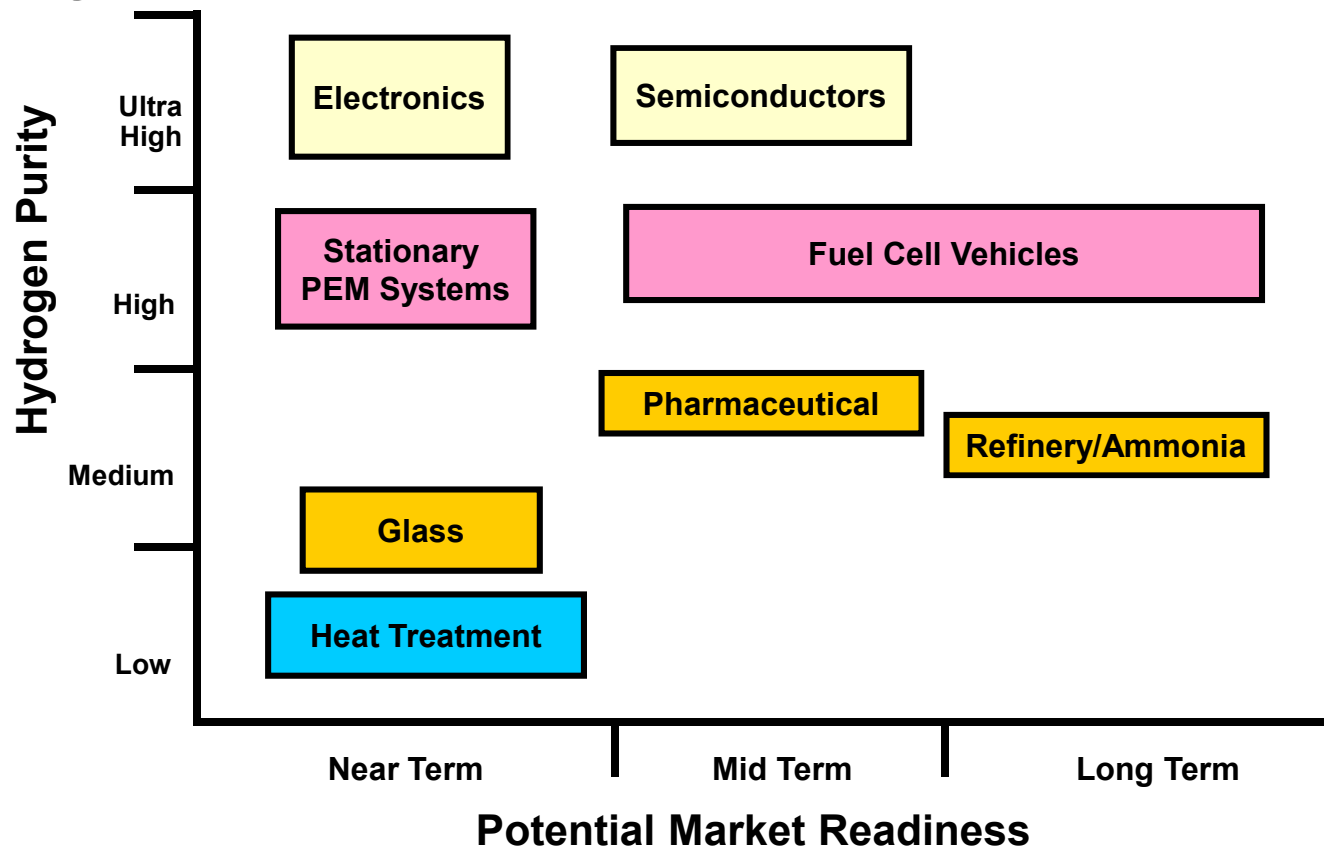 Hydrogen Purity
Ultra
High
High
Medium
Low
Electronics
Semiconductors
Stationary
PEM Systems
Fuel Cell Vehicles
Pharmaceutical
Refinery/Ammonia
Glass
Heat Treatment
Near Term
Mid Term
Long Term
Potential Market Readiness